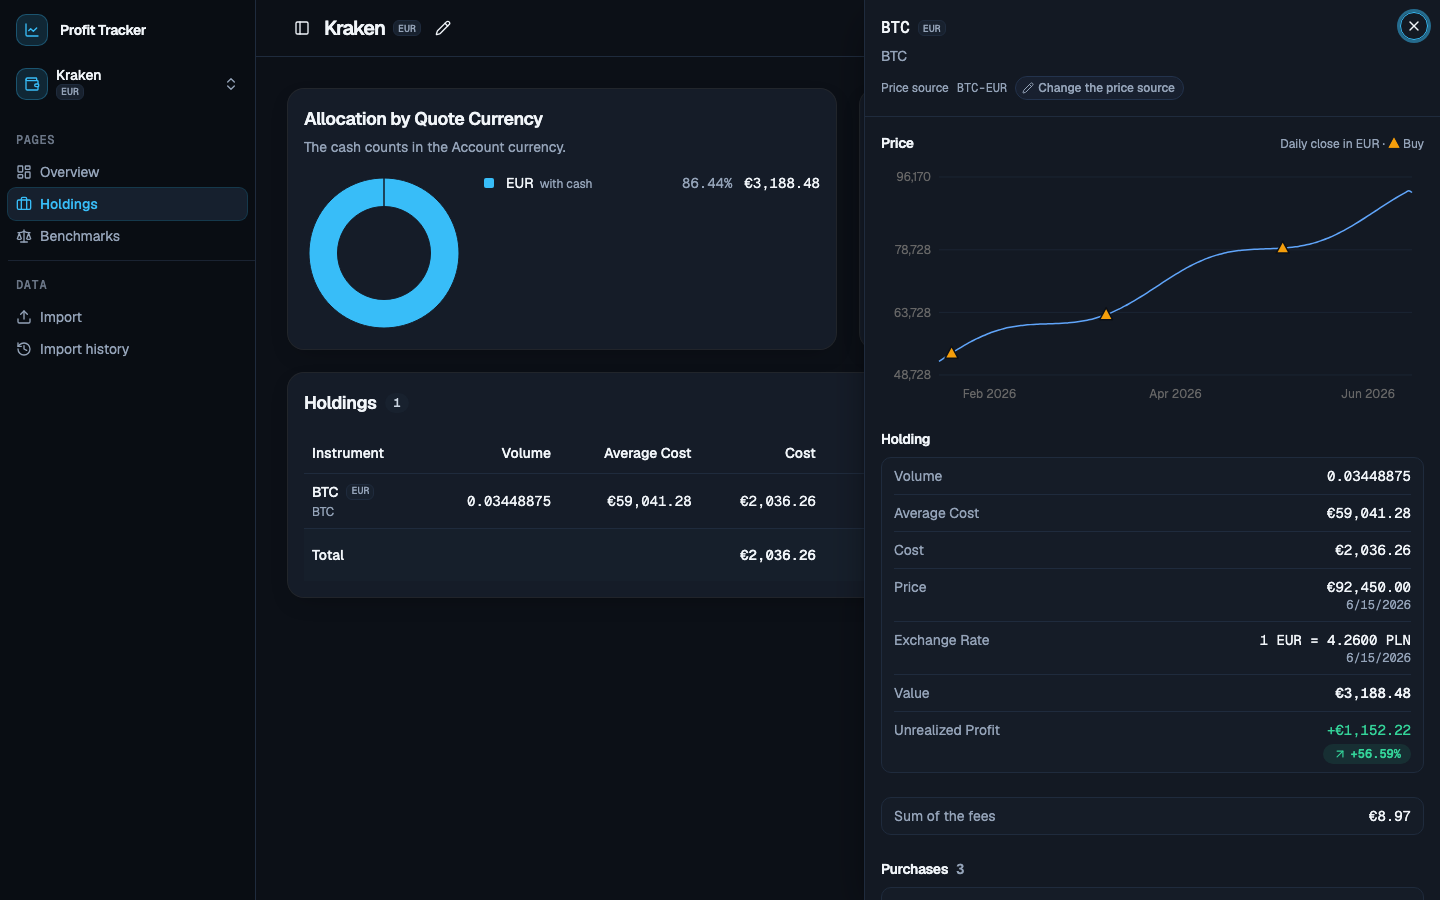 Profit Tracker
Kraken
EUR
PAGES
Overview
Holdings
Benchmarks
DATA
Import
Import history
Kraken EUR
Allocation by Quote Currency
The cash counts in the Account currency.
EUR with cash 86.44% €3,188.48
Holdings 1
Instrument Volume Average Cost Cost
BTC EUR 0.03448875 €59,041.28 €2,036.26
BTC
Total €2,036.26
BTC EUR
BTC
Price source BTC-EUR Change the price source
Price Daily close in EUR · Buy
96,170
78,728
63,728
48,728
Feb 2026 Apr 2026 Jun 2026
Holding
Volume 0.03448875
Average Cost €59,041.28
Cost €2,036.26
Price €92,450.00
6/15/2026
Exchange Rate 1 EUR = 4.2600 PLN
6/15/2026
Value €3,188.48
Unrealized Profit +€1,152.22
+56.59%
Sum of the fees €8.97
Purchases 3